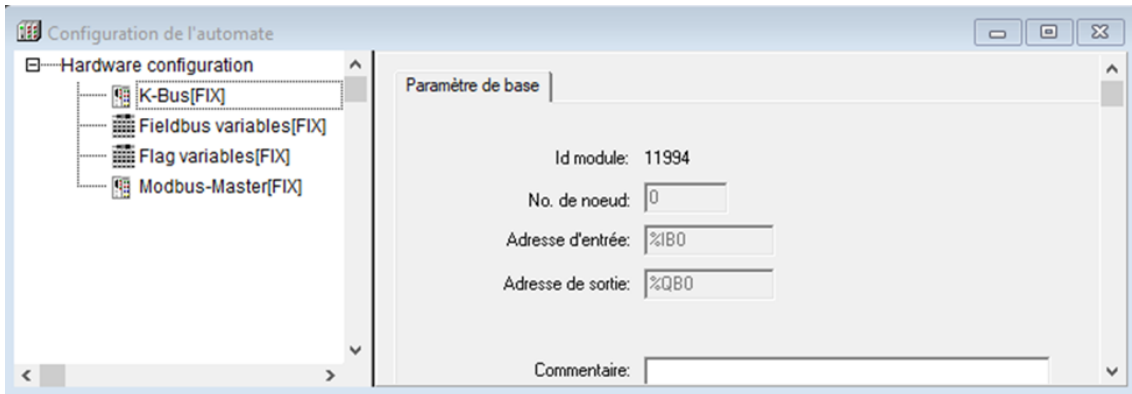 Configuration de l'automate
Hardware configuration
K-Bus[FIX]
Fieldbus variables[FIX]
Flag variables[FIX]
Modbus-Master[FIX]
Paramètre de base
Id module: 11994
No. de noeud: 0
Adresse d'entrée: %IB0
Adresse de sortie: %QB0
Commentaire: